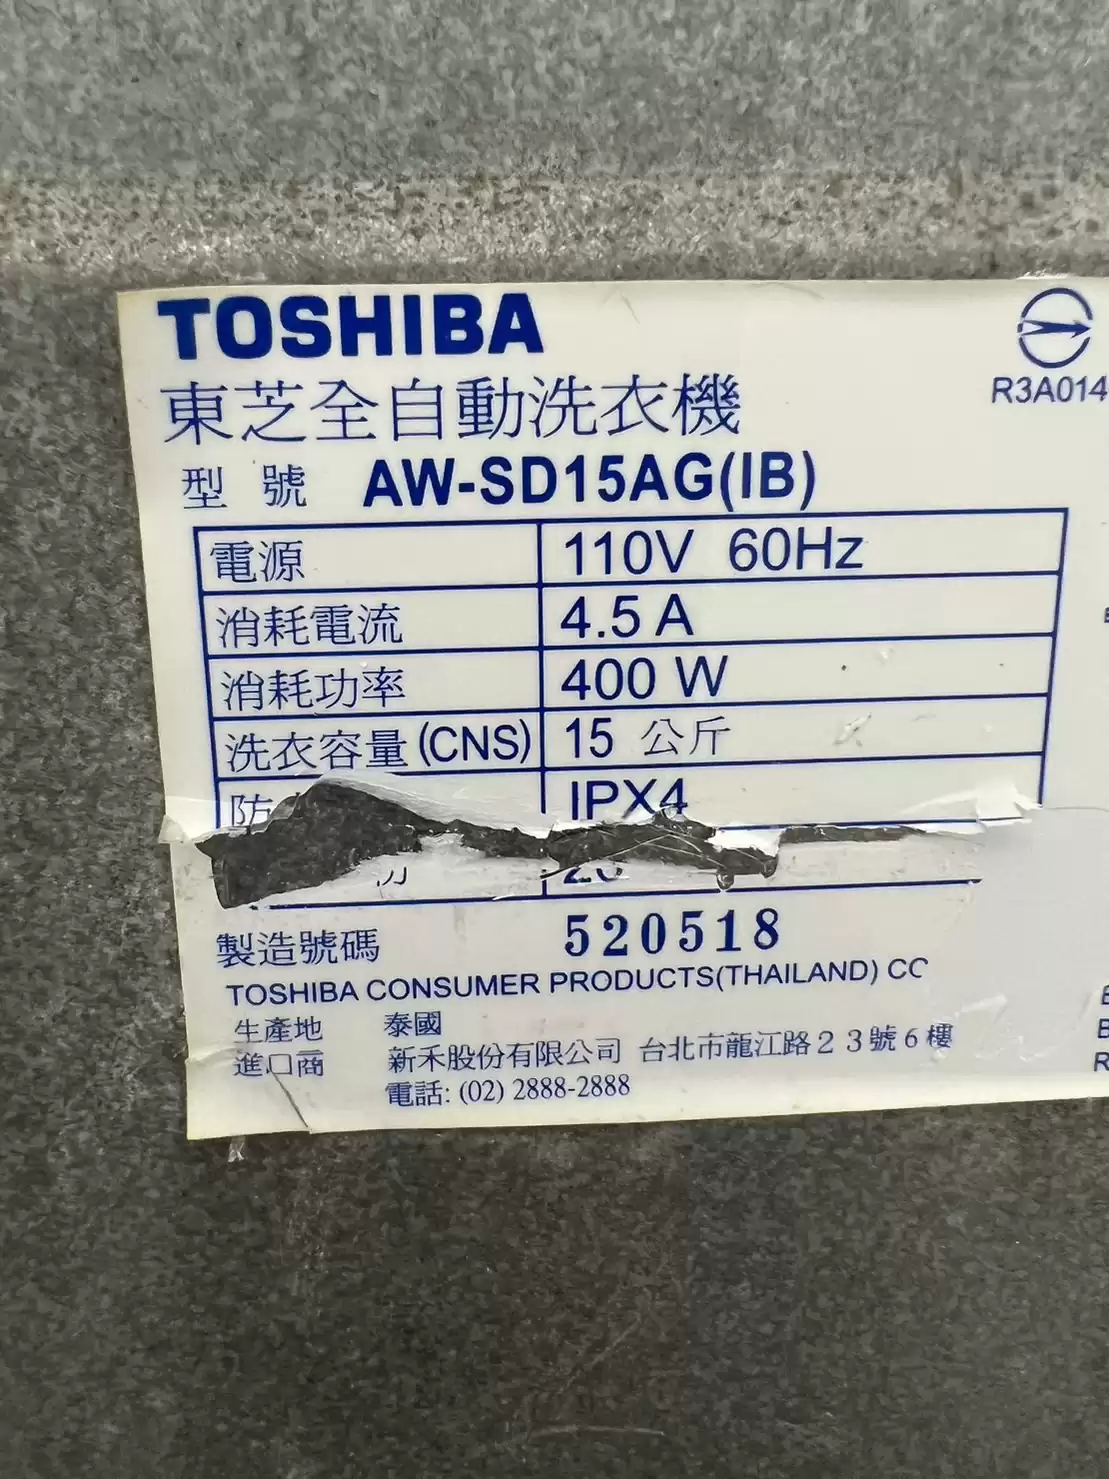 TOSHIBA
R3A014
東芝全自動洗衣機
型 號 AW-SD15AG(IB)
電源 110V 60Hz
消耗電流 4.5 A
消耗功率 400 W
洗衣容量(CNS) 15 公斤
防 IPX4
製造號碼 520518
TOSHIBA CONSUMER PRODUCTS(THAILAND) CO
生產地 泰國
進口商 新禾股份有限公司 台北市龍江路23號6樓
電話: (02) 2888-2888